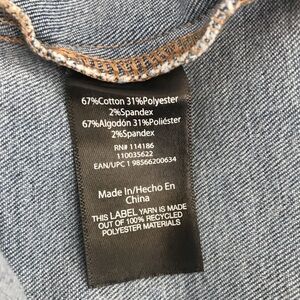 67%Cotton 31%Polyester
2%Spandex
67%Algodón 31%Poliéster
2%Spandex
RN# 114186
110035622
EAN/UPC 1 98566200634
Made In/Hecho En
China
THIS LABEL YARN IS MADE
OUT OF 100% RECYCLED
POLYESTER MATERIALS